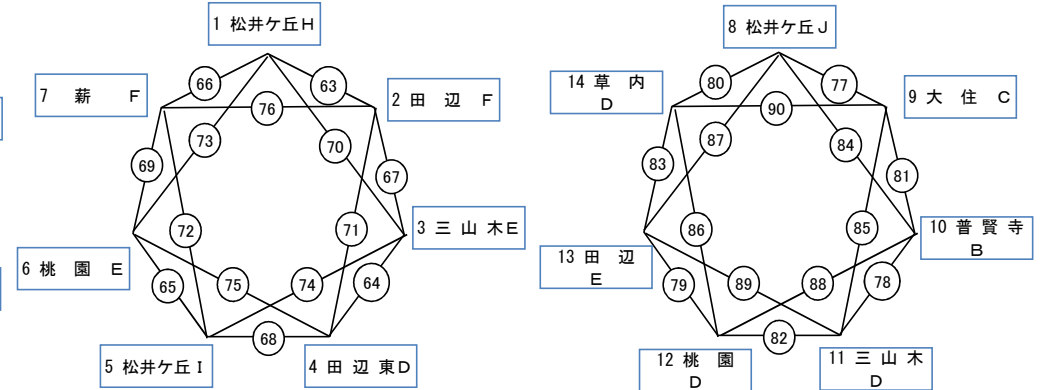 1 松井ケ丘H
66
63
7 薪 F
76
2 田 辺 F
73
70
69
67
72
71
3 三 山 木E
6 桃 園 E
65
75
74
64
68
5 松井ケ丘I
4 田 辺 東D
8 松井ケ丘J
14 草 内
D
80
77
90
9 大 住 C
87
84
83
81
86
85
10 普 賢 寺
B
13 田 辺
E
79
89
88
78
82
12 桃 園
D
11 三 山 木
D